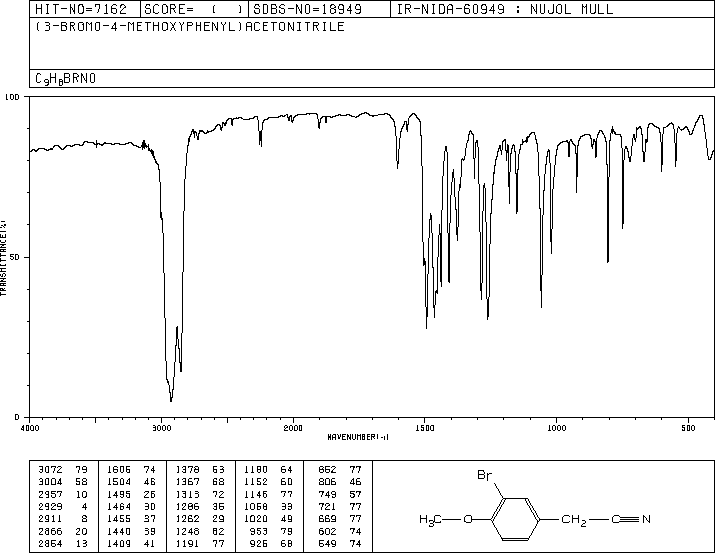 HIT-NO=7162 SCORE= ( ) SDBS-NO=18949 IR-NIDA-60949 : NUJOL MULL
(3-BROMO-4-METHOXYPHENYL)ACETONITRILE
C9H8BRNO
100
50
0
TRANSMITTANCE(%)
4000 3000 2000 1500 1000 500
WAVENUMBER(-1)
3072 79 1606 74 1378 53 1180 64 862 77
3004 58 1504 46 1367 68 1152 60 806 46
2957 10 1495 26 1313 72 1146 77 749 57
2929 4 1464 30 1286 35 1058 33 721 77
2911 8 1455 37 1262 29 1020 49 669 77
2866 20 1440 39 1248 82 953 79 602 74
2854 13 1409 41 1191 77 926 68 549 74
Br
H3C O CH2 C N